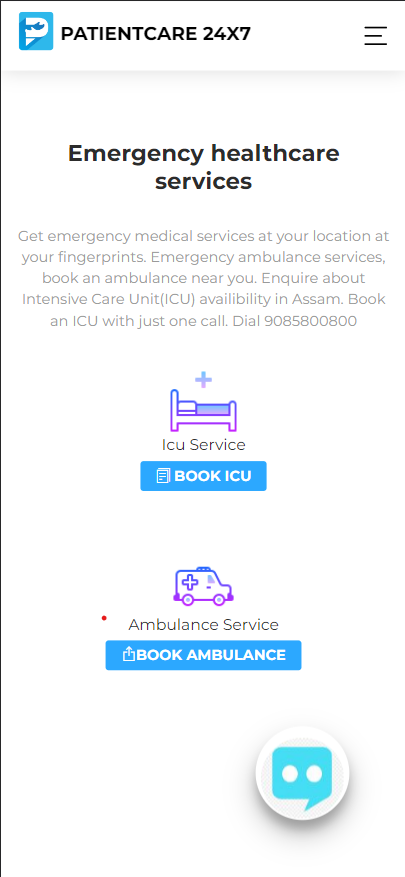 PATIENTCARE 24X7
Emergency healthcare
services
Get emergency medical services at your location at
your fingerprints. Emergency ambulance services,
book an ambulance near you. Enquire about
Intensive Care Unit(ICU) availibility in Assam. Book
an ICU with just one call. Dial 9085800800
Icu Service
BOOK ICU
Ambulance Service
BOOK AMBULANCE